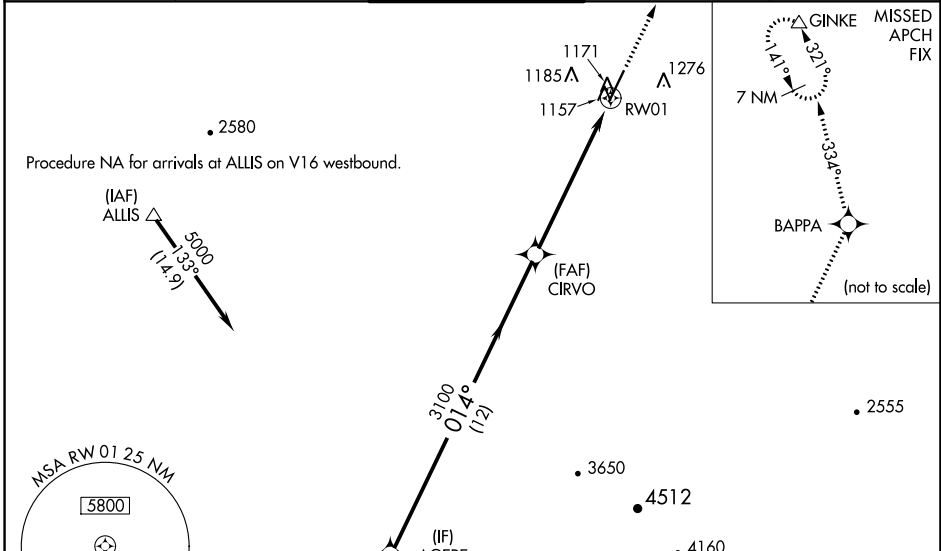 GINKE
MISSED
APCH
FIX
141°
321°
7 NM
334°
BAPPA
(not to scale)
1171
1185
1276
1157
RW01
2580
Procedure NA for arrivals at ALLIS on V16 westbound.
(IAF)
ALLIS
5000
133°
(14.9)
(FAF)
CIRVO
3100
014°
(12)
2555
3650
4512
4160
MSA RW 01 25 NM
5800
(IF)